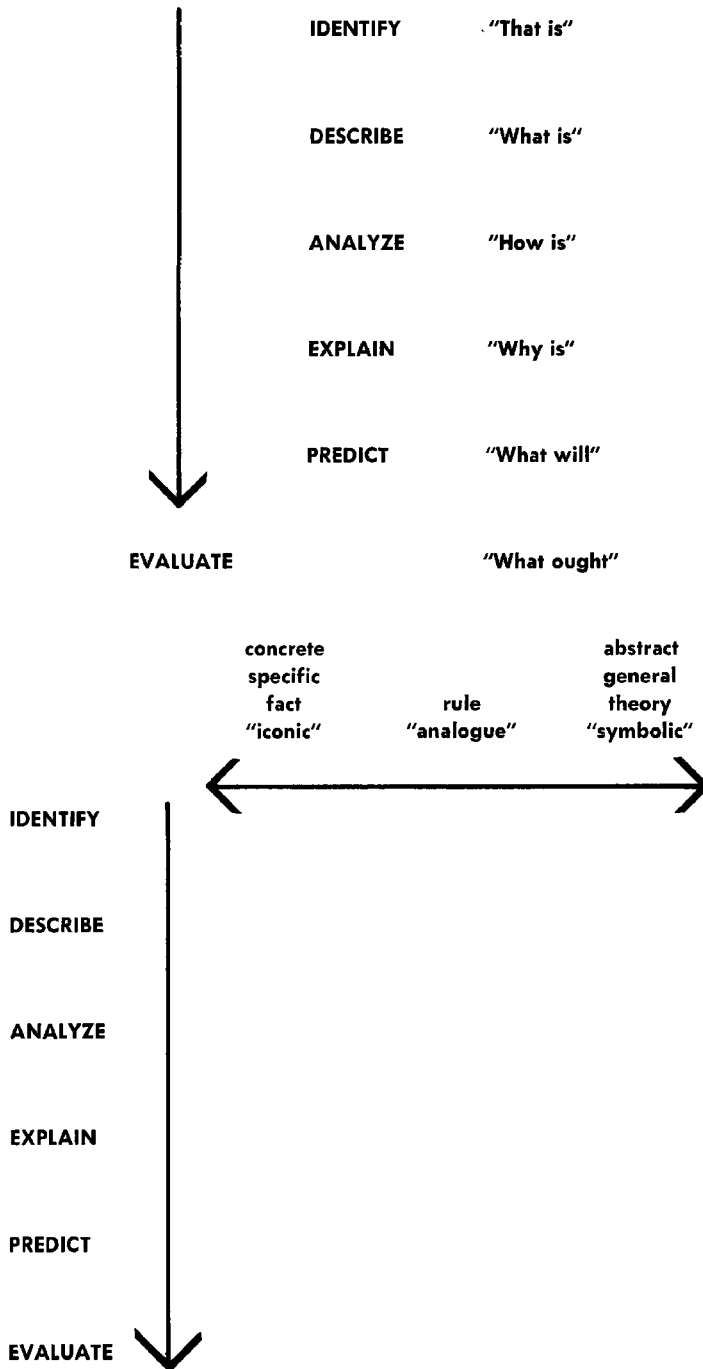 IDENTIFY “That is”
DESCRIBE “What is”
ANALYZE “How is”
EXPLAIN “Why is”
PREDICT “What will”
EVALUATE “What ought”
concrete abstract
specific general
fact rule theory
“iconic” “analogue” “symbolic”
IDENTIFY
DESCRIBE
ANALYZE
EXPLAIN
PREDICT
EVALUATE